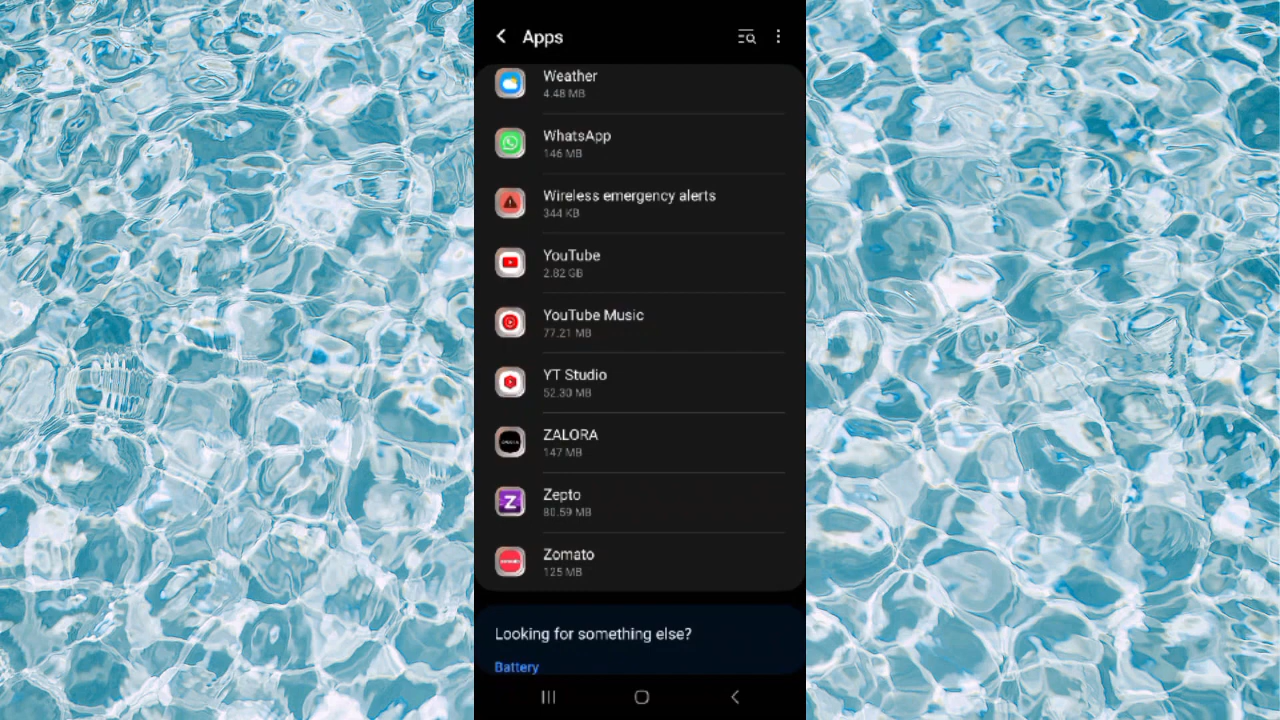 Apps
Weather
4.48 MB
WhatsApp
146 MB
Wireless emergency alerts
344 KB
YouTube
2.82 GB
YouTube Music
77.21 MB
YT Studio
52.30 MB
ZALORA
147 MB
Z
Zepto
80.59 MB
zomato
Zomato
125 MB
Looking for something else?
Battery